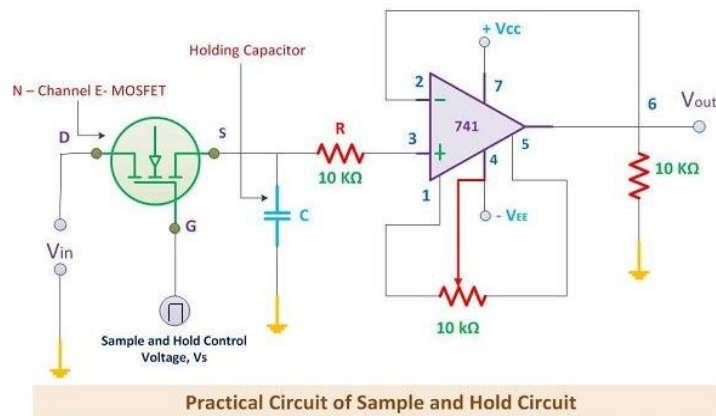 + Vcc
Holding Capacitor
N – Channel E- MOSFET
2
7
6
Vout
D
S
R
741
3
5
10 KΩ
4
10 KΩ
1
C
- VEE
G
Vin
10 kΩ
Sample and Hold Control
Voltage, Vs
Practical Circuit of Sample and Hold Circuit